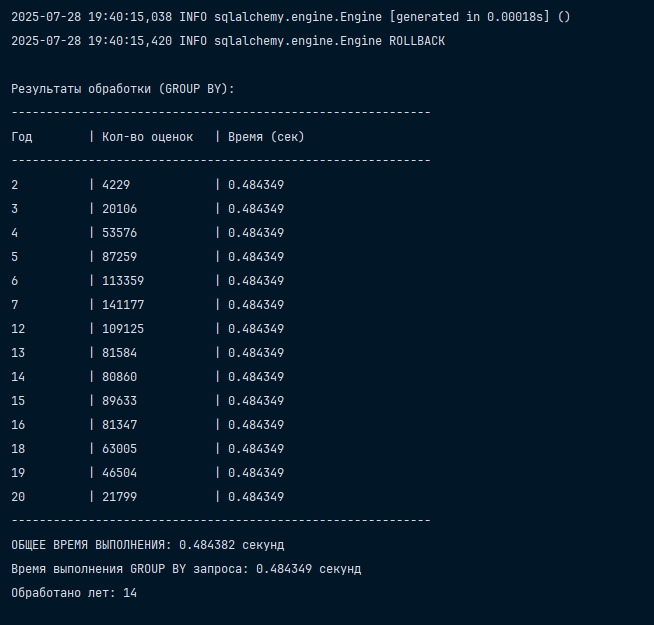 2025-07-28 19:40:15,038 INFO sqlalchemy.engine.Engine [generated in 0.00018s] ()
2025-07-28 19:40:15,420 INFO sqlalchemy.engine.Engine ROLLBACK
Результаты обработки (GROUP BY):
------------------------------------------------------------
Год        | Кол-во оценок   | Время (сек)
------------------------------------------------------------
2          | 4229            | 0.484349
3          | 20106           | 0.484349
4          | 53576           | 0.484349
5          | 87259           | 0.484349
6          | 113359          | 0.484349
7          | 141177          | 0.484349
12         | 109125          | 0.484349
13         | 81584           | 0.484349
14         | 80860           | 0.484349
15         | 89633           | 0.484349
16         | 81347           | 0.484349
18         | 63005           | 0.484349
19         | 46504           | 0.484349
20         | 21799           | 0.484349
------------------------------------------------------------
ОБЩЕЕ ВРЕМЯ ВЫПОЛНЕНИЯ: 0.484382 секунд
Время выполнения GROUP BY запроса: 0.484349 секунд
Обработано лет: 14